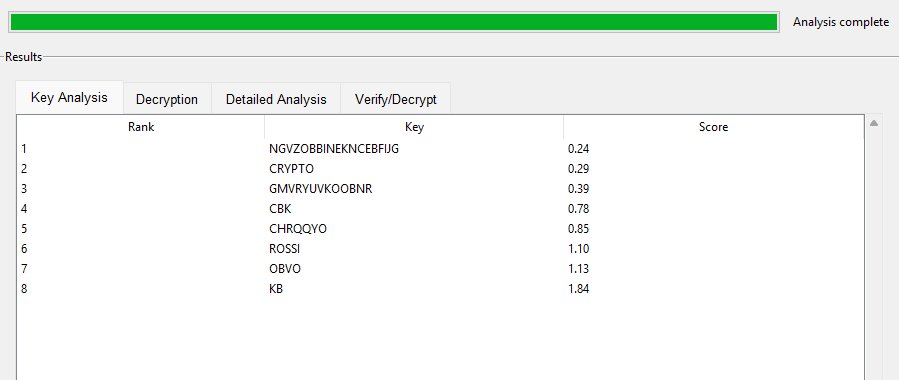 Analysis complete
Results
Key Analysis Decryption Detailed Analysis Verify/Decrypt
Rank Key Score
1 NGVZOBBINEKNCEBFIJG 0.24
2 CRYPTO 0.29
3 GMVRYUVKOOBNR 0.39
4 CBK 0.78
5 CHRQQYO 0.85
6 ROSSI 1.10
7 OBVO 1.13
8 KB 1.84